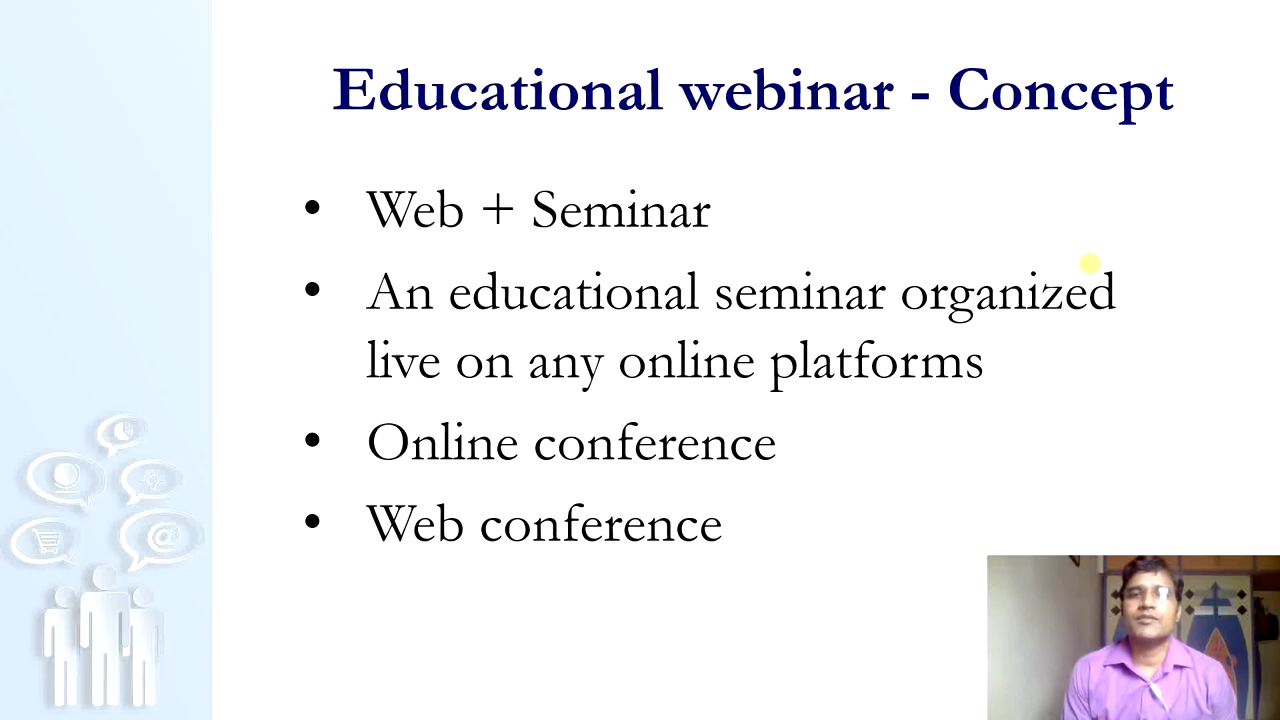 Educational webinar - Concept
• Web + Seminar
• An educational seminar organized
live on any online platforms
• Online conference
• Web conference
@